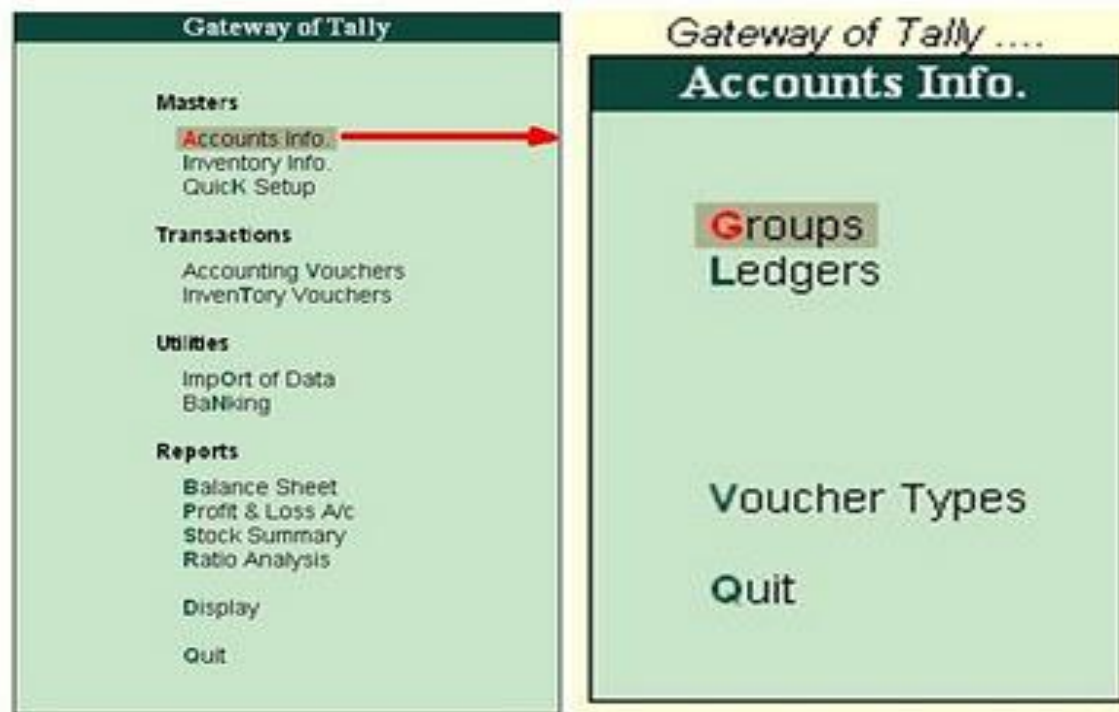 Gateway of Tally
Masters
Accounts Info.
Inventory Info.
QuicK Setup
Transactions
Accounting Vouchers
InvenTory Vouchers
Utilities
ImpOrt of Data
BaNking
Reports
Balance Sheet
Profit & Loss A/c
Stock Summary
Ratio Analysis
Display
Quit
Gateway of Tally ....
Accounts Info.
Groups
Ledgers
Voucher Types
Quit